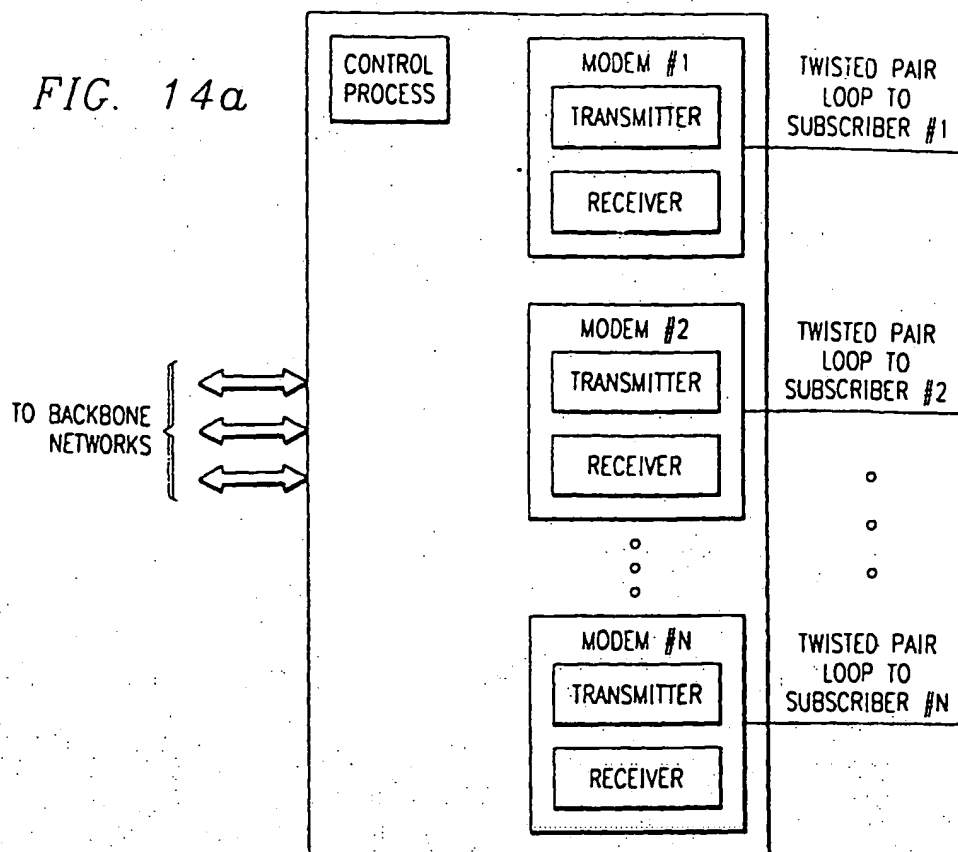 FIG. 14a
CONTROL
PROCESS
MODEM #1
TRANSMITTER
RECEIVER
TWISTED PAIR
LOOP TO
SUBSCRIBER #1
MODEM #2
TRANSMITTER
RECEIVER
TWISTED PAIR
LOOP TO
SUBSCRIBER #2
TO BACKBONE
NETWORKS
MODEM #N
TRANSMITTER
RECEIVER
TWISTED PAIR
LOOP TO
SUBSCRIBER #N